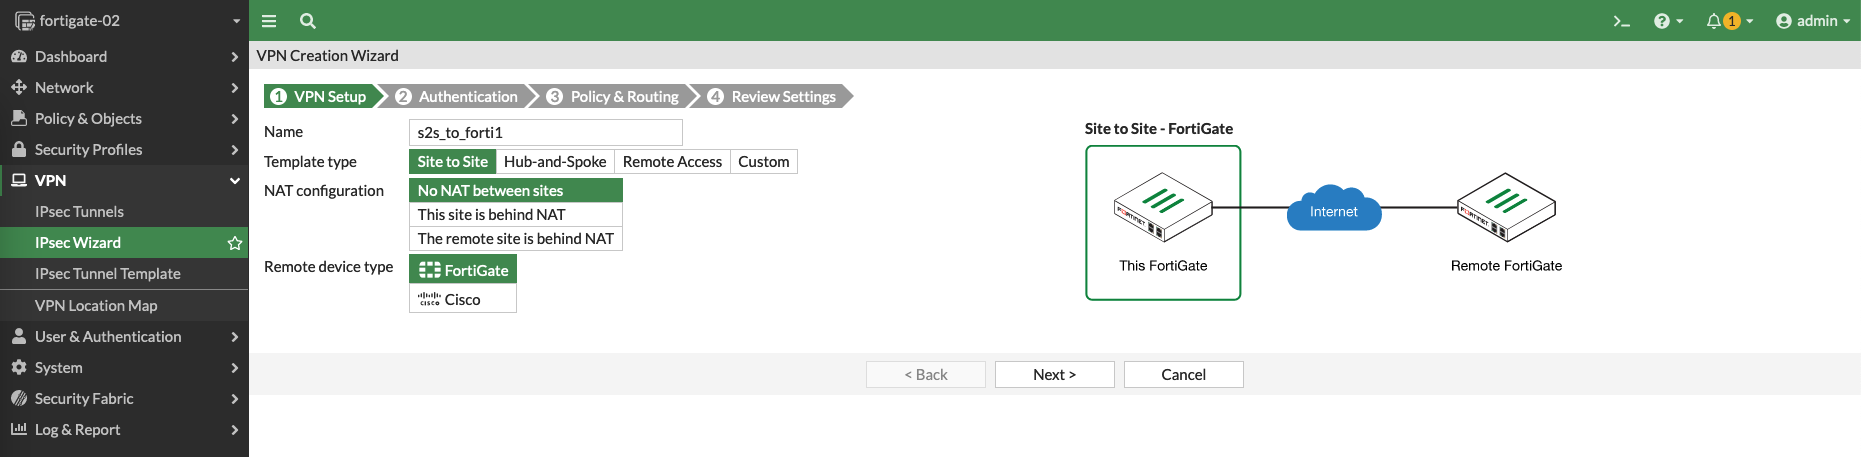 fortigate-02
1
admin
Dashboard
Network
Policy & Objects
Security Profiles
VPN
IPsec Tunnels
IPsec Wizard
IPsec Tunnel Template
VPN Location Map
User & Authentication
System
Security Fabric
Log & Report
VPN Creation Wizard
1 VPN Setup 2 Authentication 3 Policy & Routing 4 Review Settings
Name s2s_to_forti1
Template type Site to Site Hub-and-Spoke Remote Access Custom
NAT configuration No NAT between sites
This site is behind NAT
The remote site is behind NAT
Remote device type FortiGate
CISCO Cisco
Site to Site - FortiGate
FORTINET
Internet
FORTINET
This FortiGate
Remote FortiGate
< Back Next > Cancel